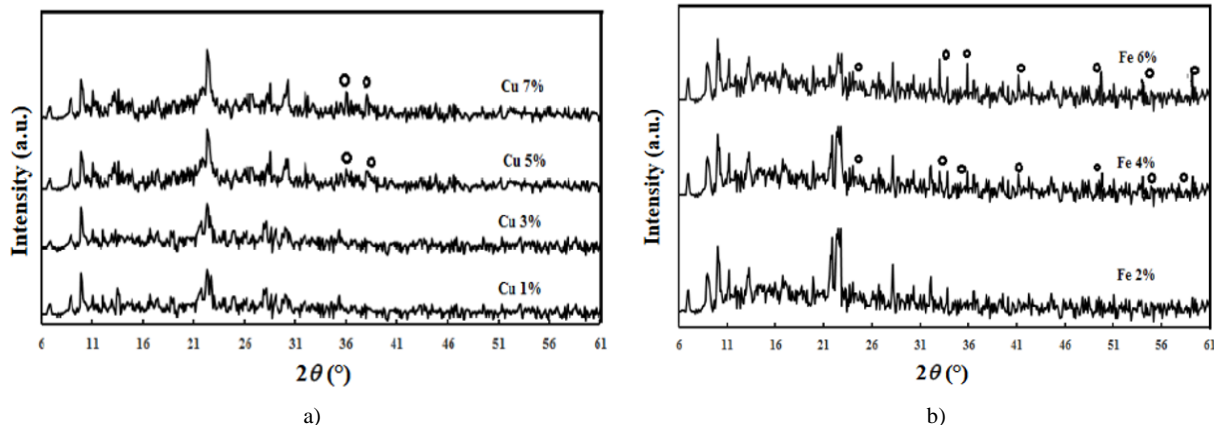 Intensity (a.u.)
Cu 7%
Cu 5%
Cu 3%
Cu 1%
6 11 16 21 26 31 36 41 46 51 56 61
2θ (°)
a)
Intensity (a.u.)
Fe 6%
Fe 4%
Fe 2%
6 11 16 21 26 31 36 41 46 51 56 61
2θ (°)
b)